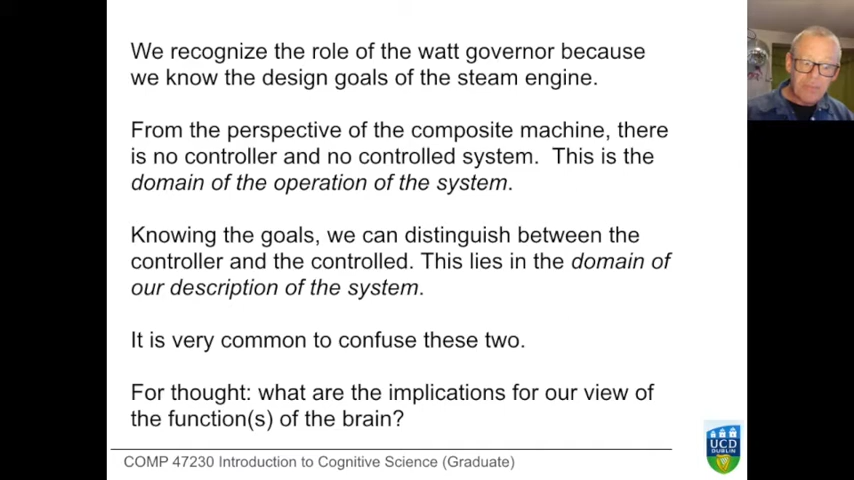 We recognize the role of the watt governor because
we know the design goals of the steam engine.
From the perspective of the composite machine, there
is no controller and no controlled system. This is the
domain of the operation of the system.
Knowing the goals, we can distinguish between the
controller and the controlled. This lies in the domain of
our description of the system.
It is very common to confuse these two.
For thought: what are the implications for our view of
the function(s) of the brain?
COMP 47230 Introduction to Cognitive Science (Graduate)
UCD
DUBLIN